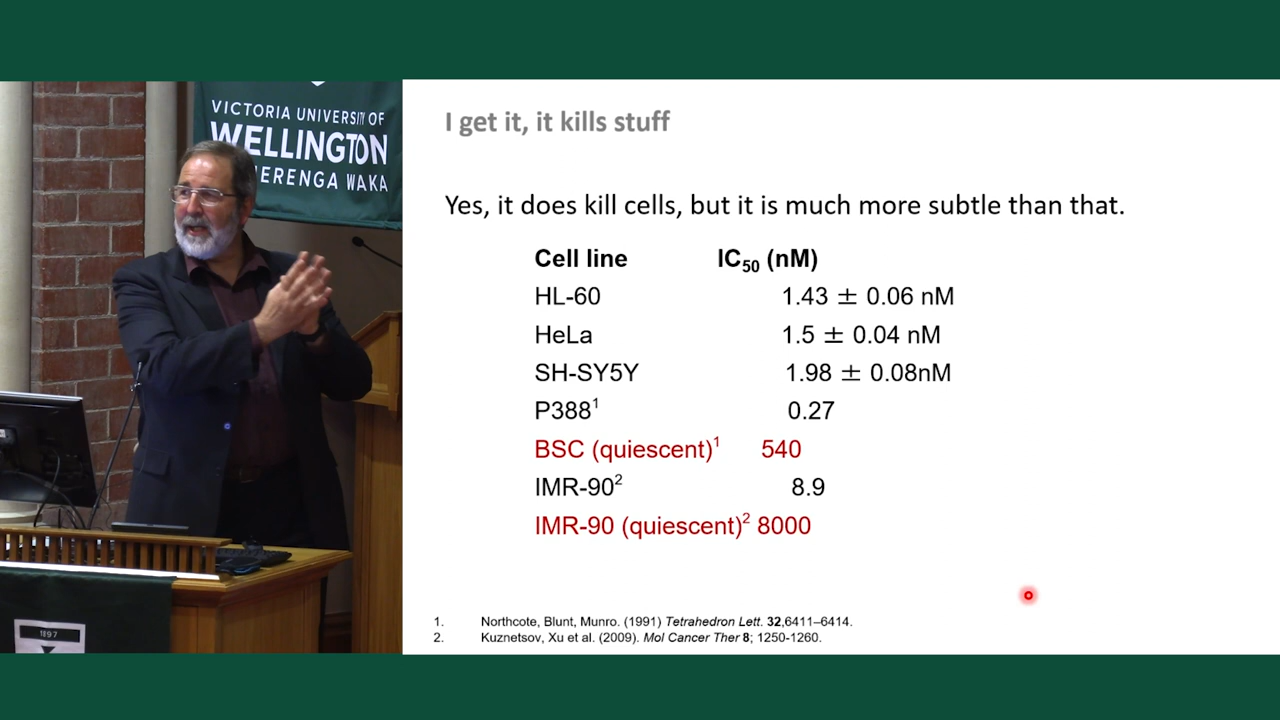 VICTORIA UNIVERSITY OF
WELLINGTON
HERENGA WAKA
1897
I get it, it kills stuff
Yes, it does kill cells, but it is much more subtle than that.
Cell line IC50 (nM)
HL-60 1.43 ± 0.06 nM
HeLa 1.5 ± 0.04 nM
SH-SY5Y 1.98 ± 0.08nM
P388¹ 0.27
BSC (quiescent)¹ 540
IMR-90² 8.9
IMR-90 (quiescent)² 8000
1. Northcote, Blunt, Munro. (1991) Tetrahedron Lett. 32,6411–6414.
2. Kuznetsov, Xu et al. (2009). Mol Cancer Ther 8; 1250-1260.